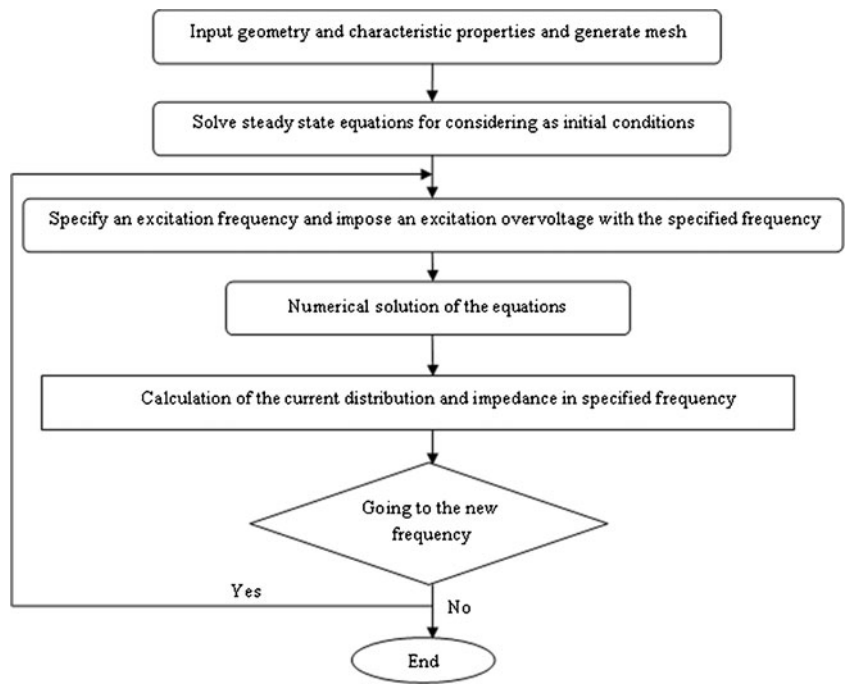 Input geometry and characteristic properties and generate mesh
Solve steady state equations for considering as initial conditions
Specify an excitation frequency and impose an excitation overvoltage with the specified frequency
Numerical solution of the equations
Calculation of the current distribution and impedance in specified frequency
Going to the new
frequency
Yes
No
End